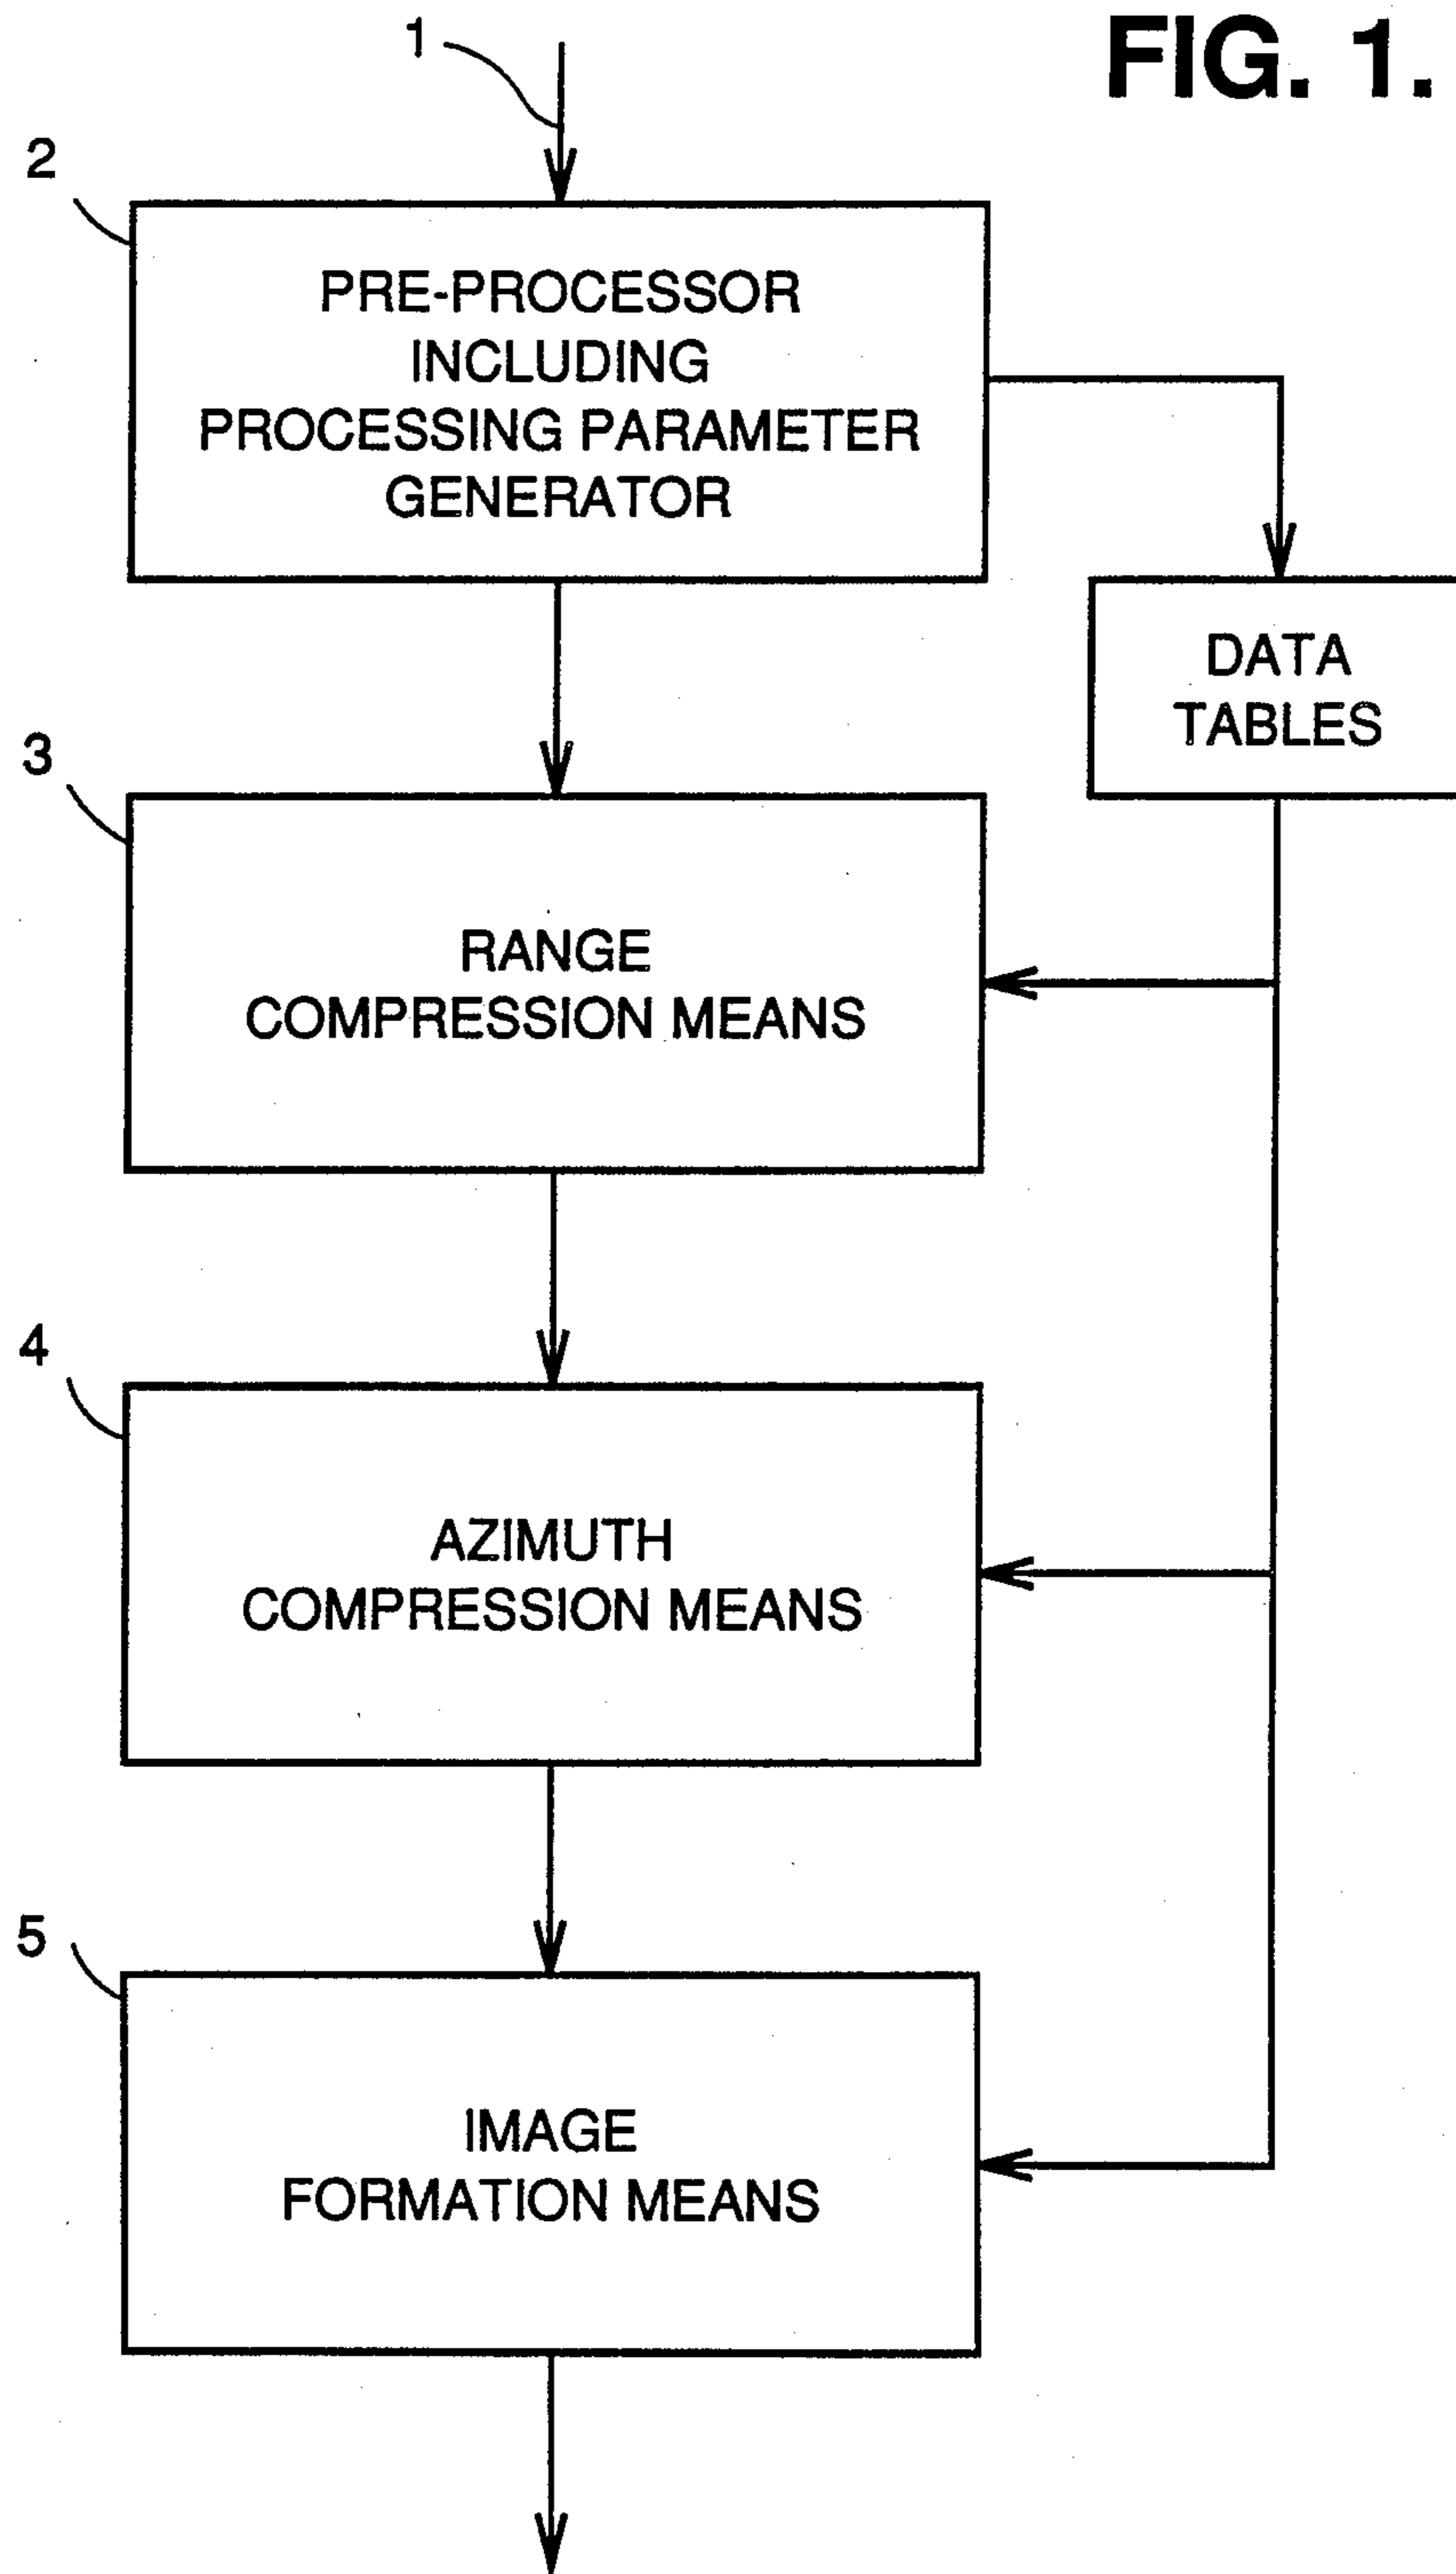 FIG. 1.
1
2
PRE-PROCESSOR
INCLUDING
PROCESSING PARAMETER
GENERATOR
DATA
TABLES
3
RANGE
COMPRESSION MEANS
4
AZIMUTH
COMPRESSION MEANS
5
IMAGE
FORMATION MEANS